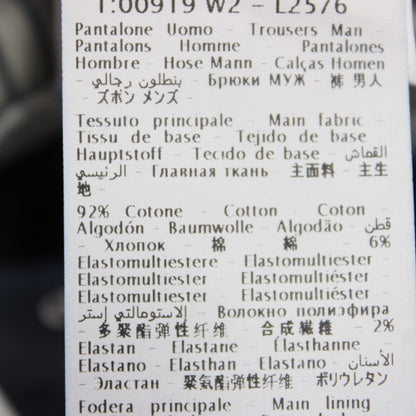 1:00919 W2 - L2576
Pantalone Uomo - Trousers Man -
Pantalons Homme - Pantalones
Hombre - Hose Mann - Calças Homen
- بنطلون رجالي - Брюки МУЖ - 裤 男人
- ズボン メンズ -
Tessuto principale - Main fabric -
Tissu de base - Tejido de base -
Hauptstoff - Tecido de base - القماش
الرئيسي - Главная ткань - 主面料 - 主生
地 -
92% Cotone - Cotton - Coton -
Algodón - Baumwolle - Algodão - قطن
- Хлопок - 棉 - 綿 - 6%
Elastomultiestere - Elastomultiester -
Elastomultiester - Elastomultiéster -
Elastomultiester - Elastomultiéster -
الاستومالتي إستر - Волокно полиэфира
- 多聚酯弹性纤维 - 合成繊維 - 2%
Elastan - Elastane - Élasthanne -
Elastano - Elasthan - Elastano - الأستان
- Эластан - 聚氨酯弹性纤维 - ポリウレタン
Fodera principale - Main lining -